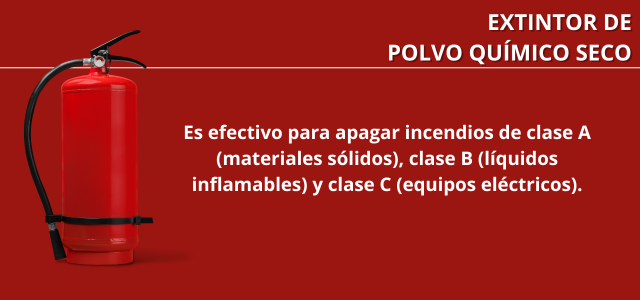 EXTINTOR DE
POLVO QUÍMICO SECO
Es efectivo para apagar incendios de clase A
(materiales sólidos), clase B (líquidos
inflamables) y clase C (equipos eléctricos).